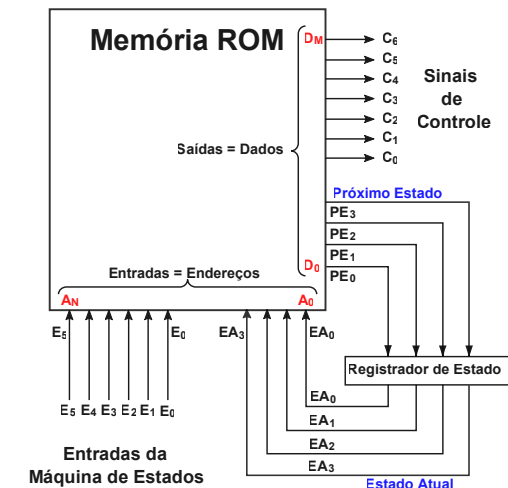 Memória ROM
D_M
C₆
C₅
C₄
C₃
C₂
C₁
C₀
Sinais
de
Controle
Saídas = Dados
Próximo Estado
PE₃
PE₂
PE₁
PE₀
D₀
Entradas = Endereços
A_N
A₀
E₅
E₀
EA₃
EA₀
Registrador de Estado
EA₀
EA₁
EA₂
EA₃
E₅ E₄ E₃ E₂ E₁ E₀
Entradas da
Máquina de Estados
Estado Atual